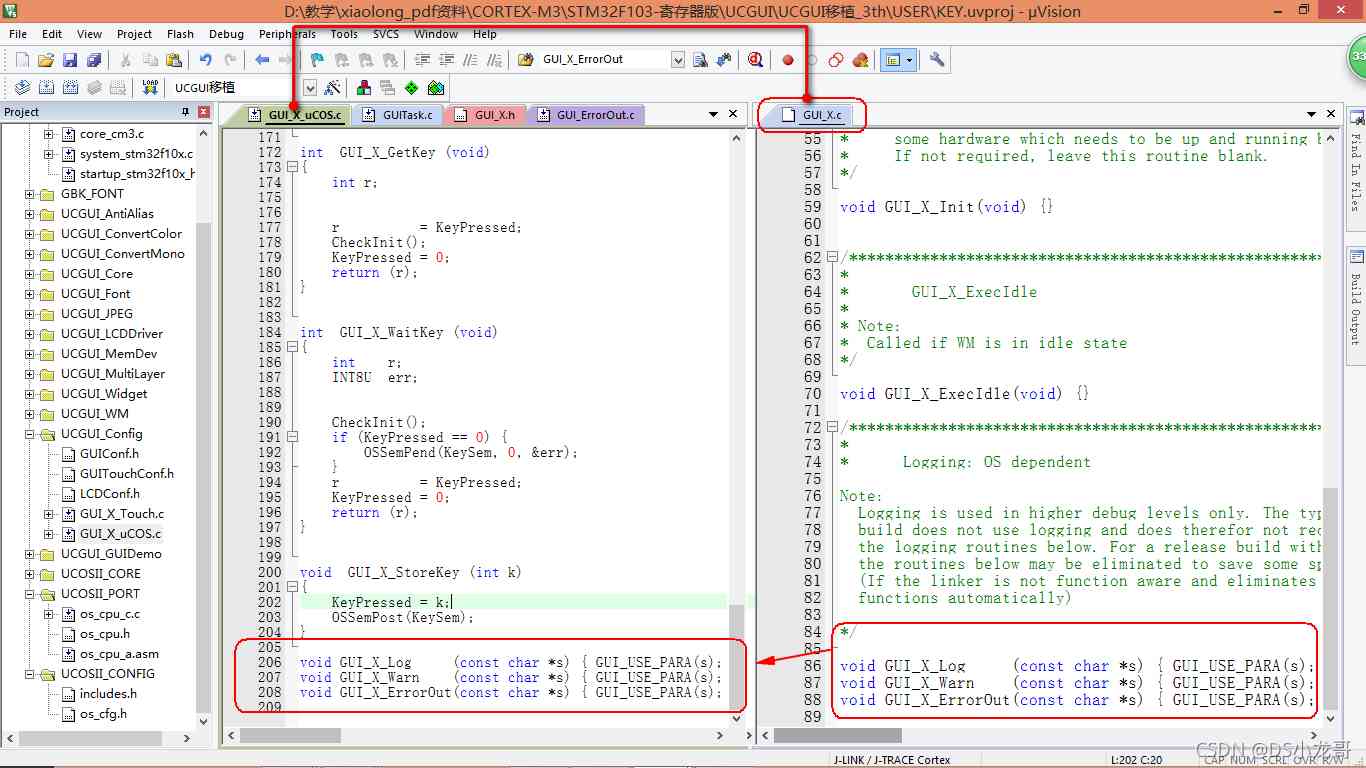 D:\教学\xiaolong_pdf资料\CORTEX-M3\STM32F103-寄存器版\UCGUI\UCGUI移植_3th\USER\KEY.uvproj - µVision
File Edit View Project Flash Debug Peripherals Tools SVCS Window Help
GUI_X_ErrorOut
33
UCGUI移植
Project
core_cm3.c
system_stm32f10x.c
startup_stm32f10x_h
GBK_FONT
UCGUI_AntiAlias
UCGUI_ConvertColor
UCGUI_ConvertMono
UCGUI_Core
UCGUI_Font
UCGUI_JPEG
UCGUI_LCDDriver
UCGUI_MemDev
UCGUI_MultiLayer
UCGUI_Widget
UCGUI_WM
UCGUI_Config
GUIConf.h
GUITouchConf.h
LCDConf.h
GUI_X_Touch.c
GUI_X_uCOS.c
UCGUI_GUIDemo
UCOSII_CORE
UCOSII_PORT
os_cpu_c.c
os_cpu.h
os_cpu_a.asm
UCOSII_CONFIG
includes.h
os_cfg.h
GUI_X_uCOS.c GUITask.c GUI_X.h GUI_ErrorOut.c
171
172 int GUI_X_GetKey (void)
173 {
174 int r;
175
176
177 r = KeyPressed;
178 CheckInit();
179 KeyPressed = 0;
180 return (r);
181 }
182
183
184 int GUI_X_WaitKey (void)
185 {
186 int r;
187 INT8U err;
188
189
190 CheckInit();
191 if (KeyPressed == 0) {
192 OSSemPend(KeySem, 0, &err);
193 }
194 r = KeyPressed;
195 KeyPressed = 0;
196 return (r);
197 }
198
199
200 void GUI_X_StoreKey (int k)
201 {
202 KeyPressed = k;
203 OSSemPost(KeySem);
204 }
205
206 void GUI_X_Log (const char *s) { GUI_USE_PARA(s);
207 void GUI_X_Warn (const char *s) { GUI_USE_PARA(s);
208 void GUI_X_ErrorOut(const char *s) { GUI_USE_PARA(s);
209
GUI_X.c
55 * some hardware which needs to be up and running b
56 * If not required, leave this routine blank.
57 */
58
59 void GUI_X_Init(void) {}
60
61
62 /*****************************************************
63 *
64 * GUI_X_ExecIdle
65 *
66 * Note:
67 * Called if WM is in idle state
68 */
69
70 void GUI_X_ExecIdle(void) {}
71
72 /*****************************************************
73 *
74 * Logging: OS dependent
75
76 Note:
77 Logging is used in higher debug levels only. The typ
78 build does not use logging and does therefor not req
79 the logging routines below. For a release build with
80 the routines below may be eliminated to save some sp
81 (If the linker is not function aware and eliminates
82 functions automatically)
83
84 */
85
86 void GUI_X_Log (const char *s) { GUI_USE_PARA(s);
87 void GUI_X_Warn (const char *s) { GUI_USE_PARA(s);
88 void GUI_X_ErrorOut(const char *s) { GUI_USE_PARA(s);
89
Find In Files
Build Output
J-LINK / J-TRACE Cortex L:202 C:20 CAP NUM SCRL OVR R/W
CSDN @DS小龙哥